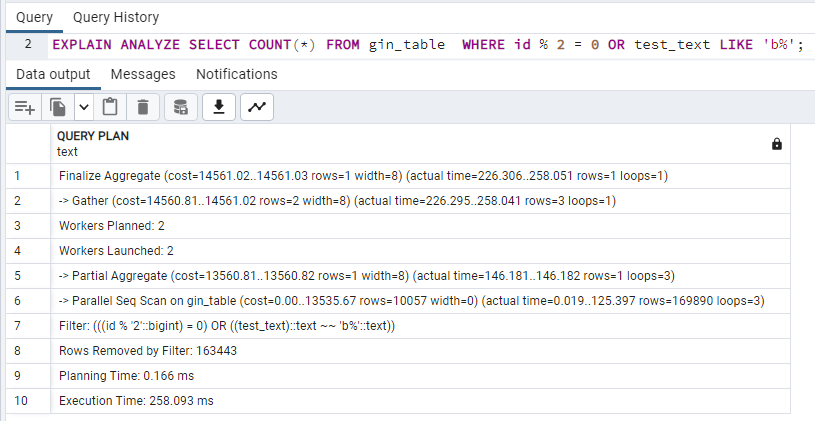 Query Query History
2 EXPLAIN ANALYZE SELECT COUNT(*) FROM gin_table WHERE id % 2 = 0 OR test_text LIKE 'b%';
Data output Messages Notifications
QUERY PLAN
text
1 Finalize Aggregate (cost=14561.02..14561.03 rows=1 width=8) (actual time=226.306..258.051 rows=1 loops=1)
2 -> Gather (cost=14560.81..14561.02 rows=2 width=8) (actual time=226.295..258.041 rows=3 loops=1)
3 Workers Planned: 2
4 Workers Launched: 2
5 -> Partial Aggregate (cost=13560.81..13560.82 rows=1 width=8) (actual time=146.181..146.182 rows=1 loops=3)
6 -> Parallel Seq Scan on gin_table (cost=0.00..13535.67 rows=10057 width=0) (actual time=0.019..125.397 rows=169890 loops=3)
7 Filter: (((id % '2'::bigint) = 0) OR ((test_text)::text ~~ 'b%'::text))
8 Rows Removed by Filter: 163443
9 Planning Time: 0.166 ms
10 Execution Time: 258.093 ms